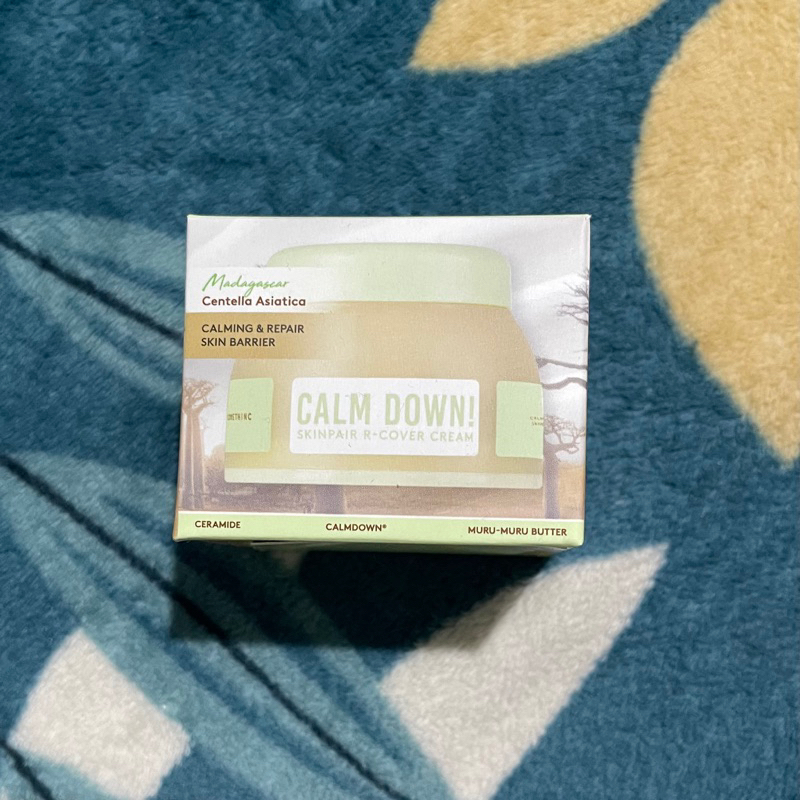 Madagascar
Centella Asiatica
CALMING & REPAIR
SKIN BARRIER
CALM DOWN!
SKINPAIR R-COVER CREAM
CERAMIDE
CALMDOWN®
MURU-MURU BUTTER